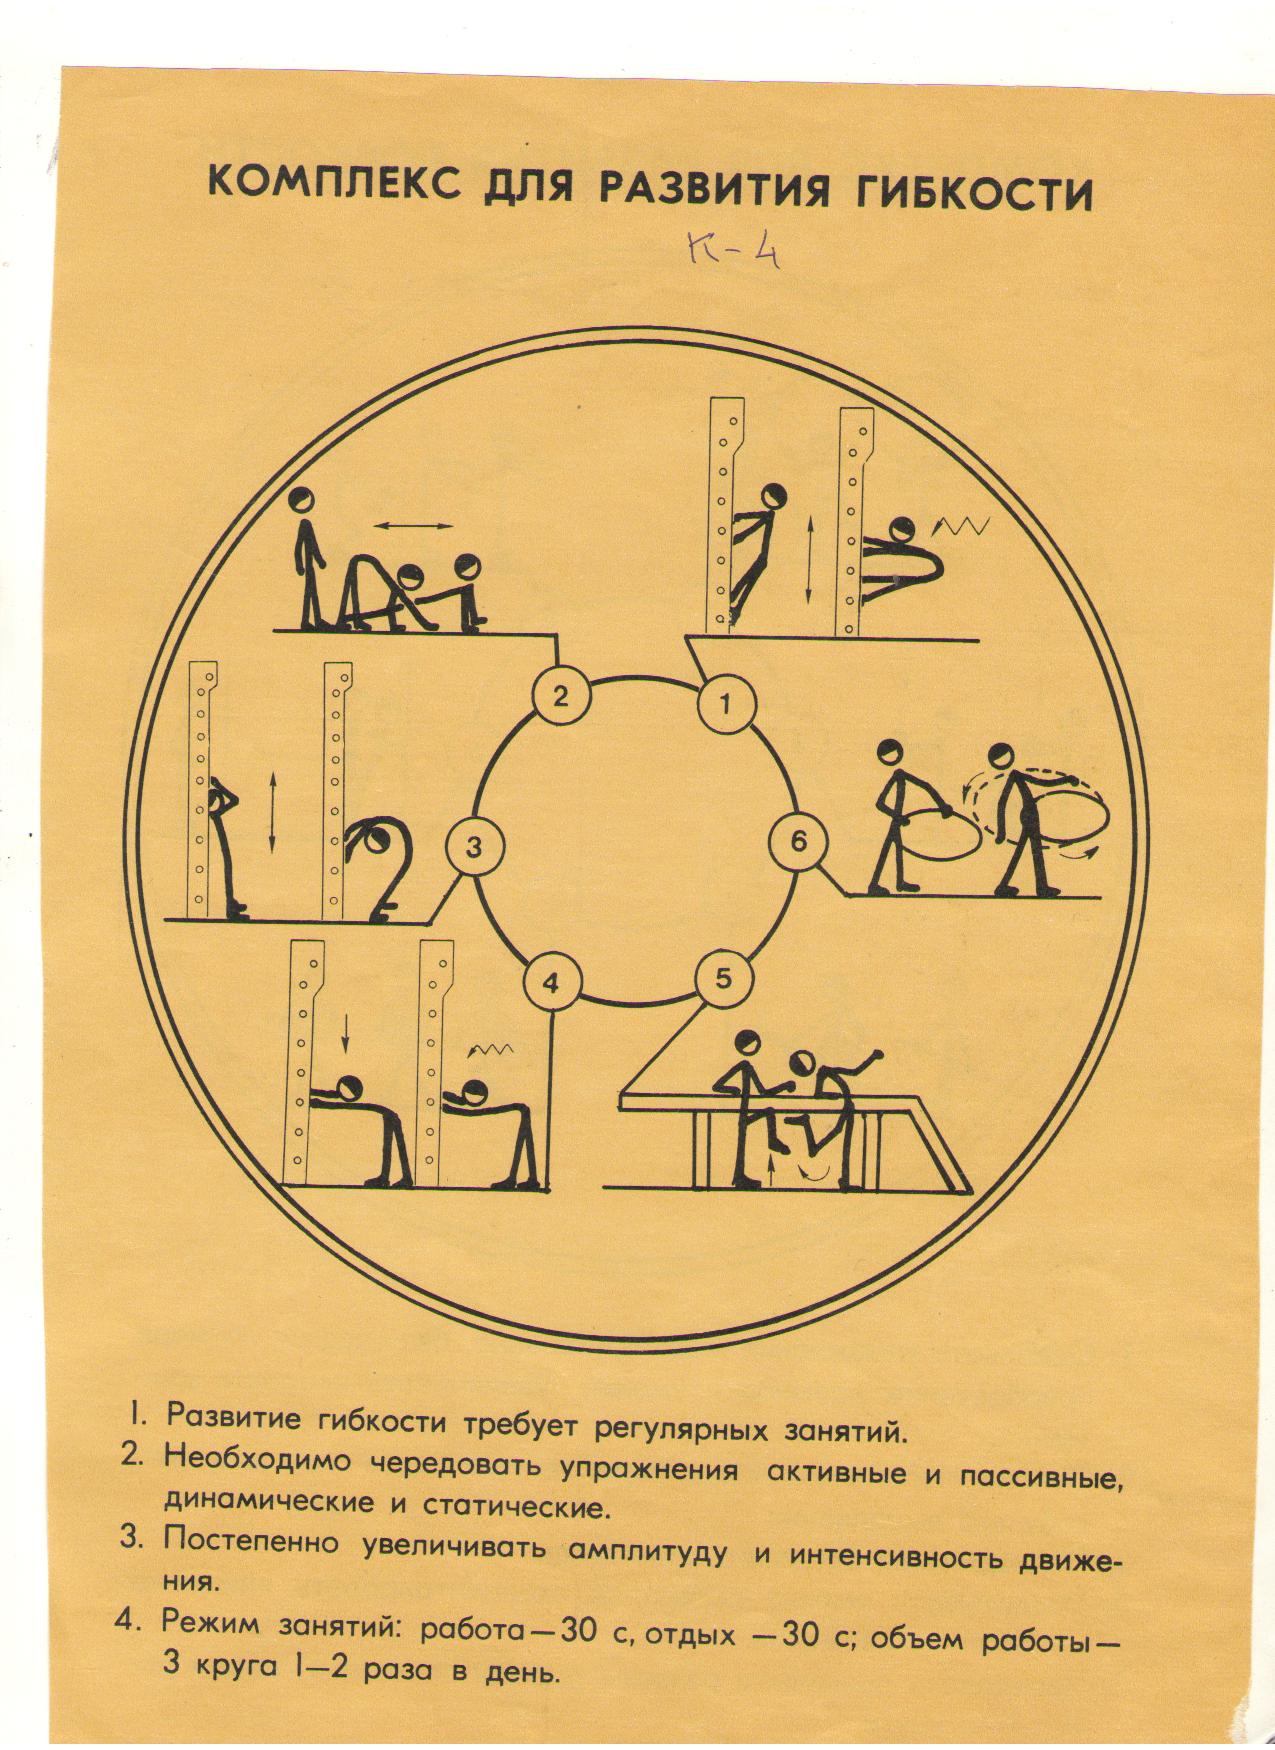 КОМПЛЕКС ДЛЯ РАЗВИТИЯ ГИБКОСТИ
К-4
2
1
3
6
4
5
1. Развитие гибкости требует регулярных занятий.
2. Необходимо чередовать упражнения активные и пассивные,
динамические и статические.
3. Постепенно увеличивать амплитуду и интенсивность движе-
ния.
4. Режим занятий: работа—30 с, отдых —30 с; объем работы—
3 круга 1—2 раза в день.